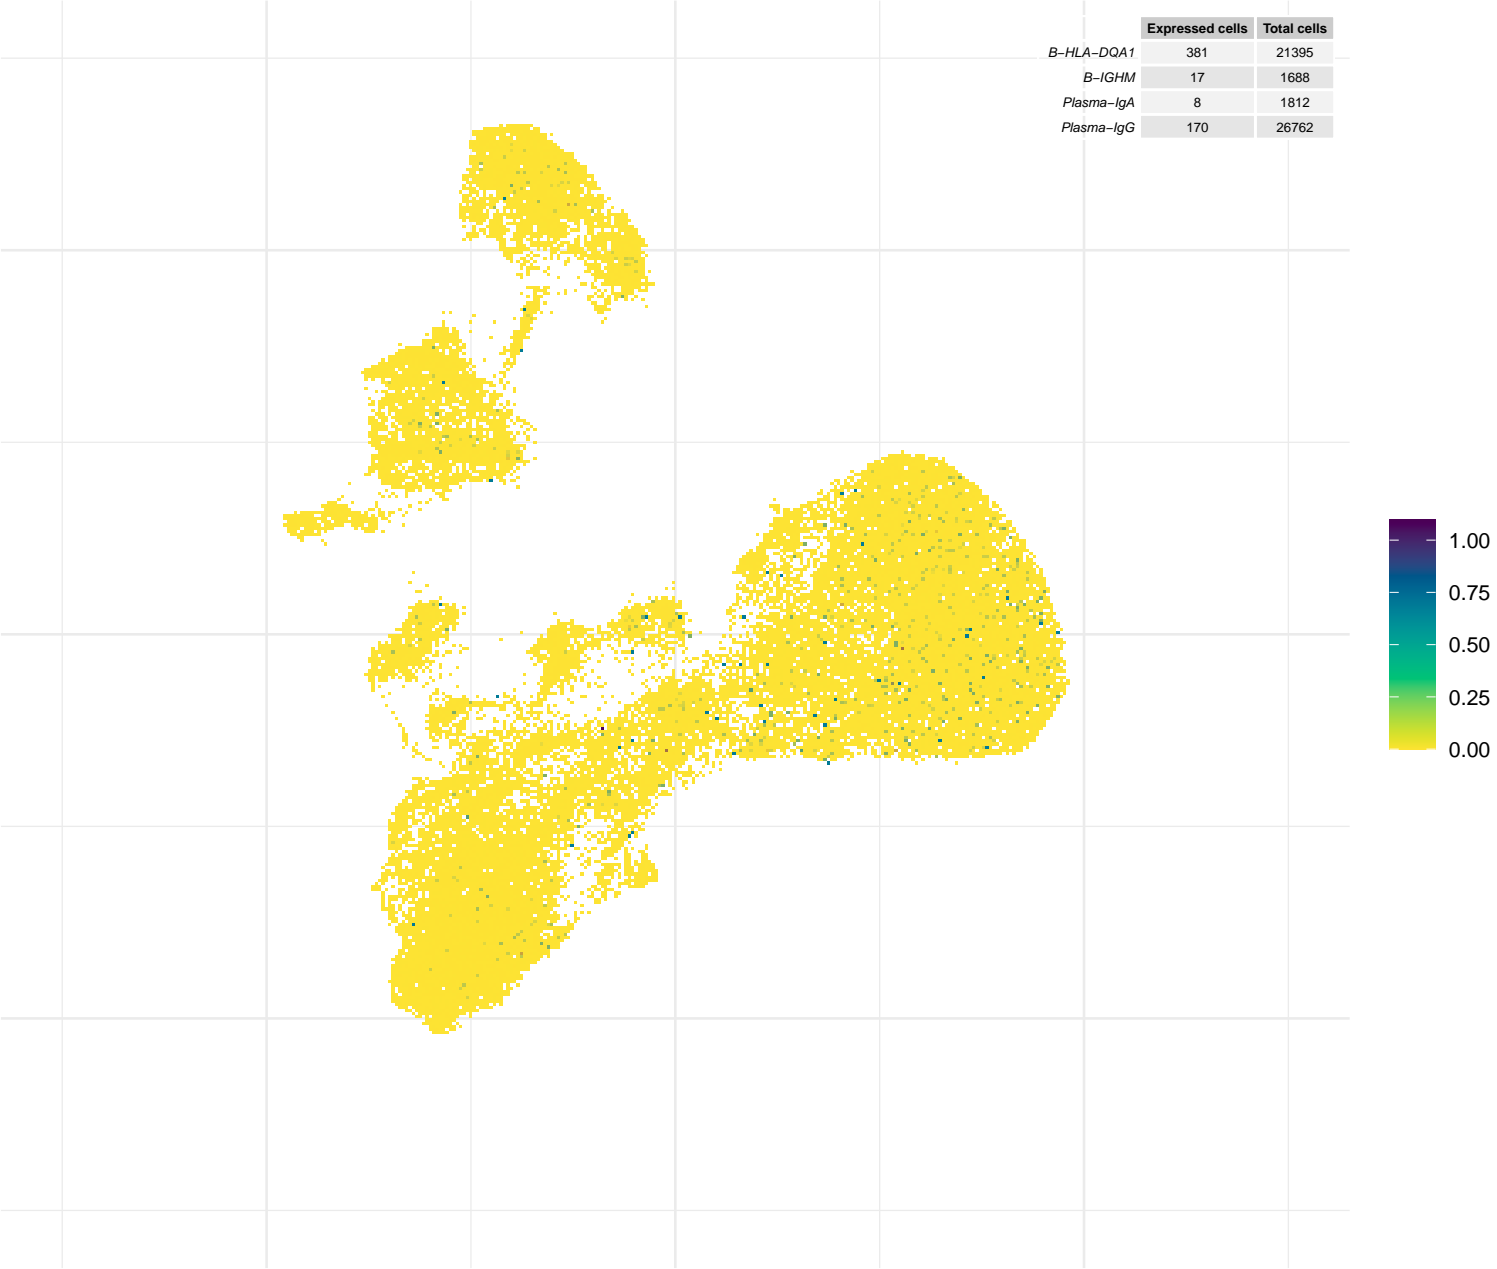 Expressed cells Total cells
B−HLA−DQA1 381 21395
B−IGHM 17 1688
Plasma−IgA 8 1812
Plasma−IgG 170 26762
1.00
0.75
0.50
0.25
0.00